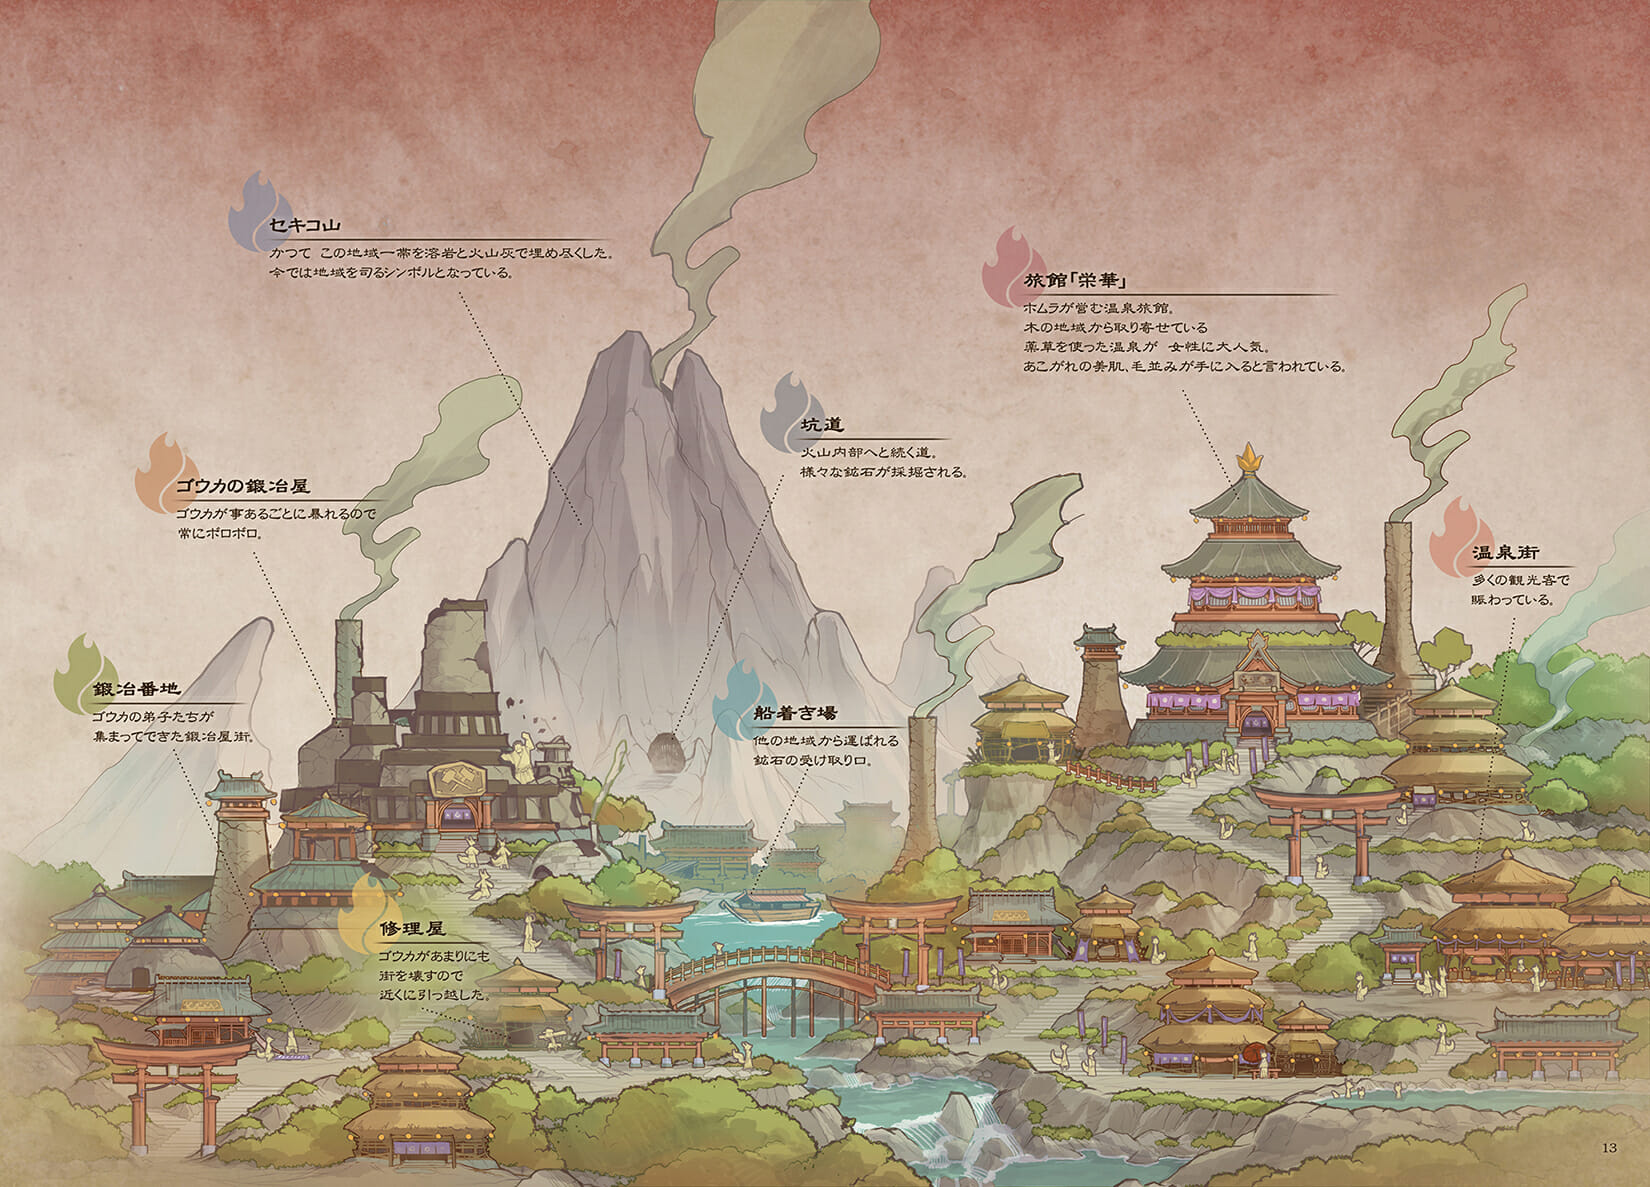 セキコ山
かつて この地域一帯を溶岩と火山灰で埋め尽くした。
今では地域を司るシンボルとなっている。
旅館「栄華」
ホムラが営む温泉旅館。
木の地域から取り寄せている
薬草を使った温泉が 女性に大人気。
あこがれの美肌、毛並みが手に入ると言われている。
坑道
火山内部へと続く道。
様々な鉱石が採掘される。
ゴウカの鍛冶屋
ゴウカが事あるごとに暴れるので
常にボロボロ。
温泉街
多くの観光客で
賑わっている。
鍛冶番地
ゴウカの弟子たちが
集まってできた鍛冶屋街。
船着き場
他の地域から運ばれる
鉱石の受け取り口。
修理屋
ゴウカがあまりにも
街を壊すので
近くに引っ越した。
13